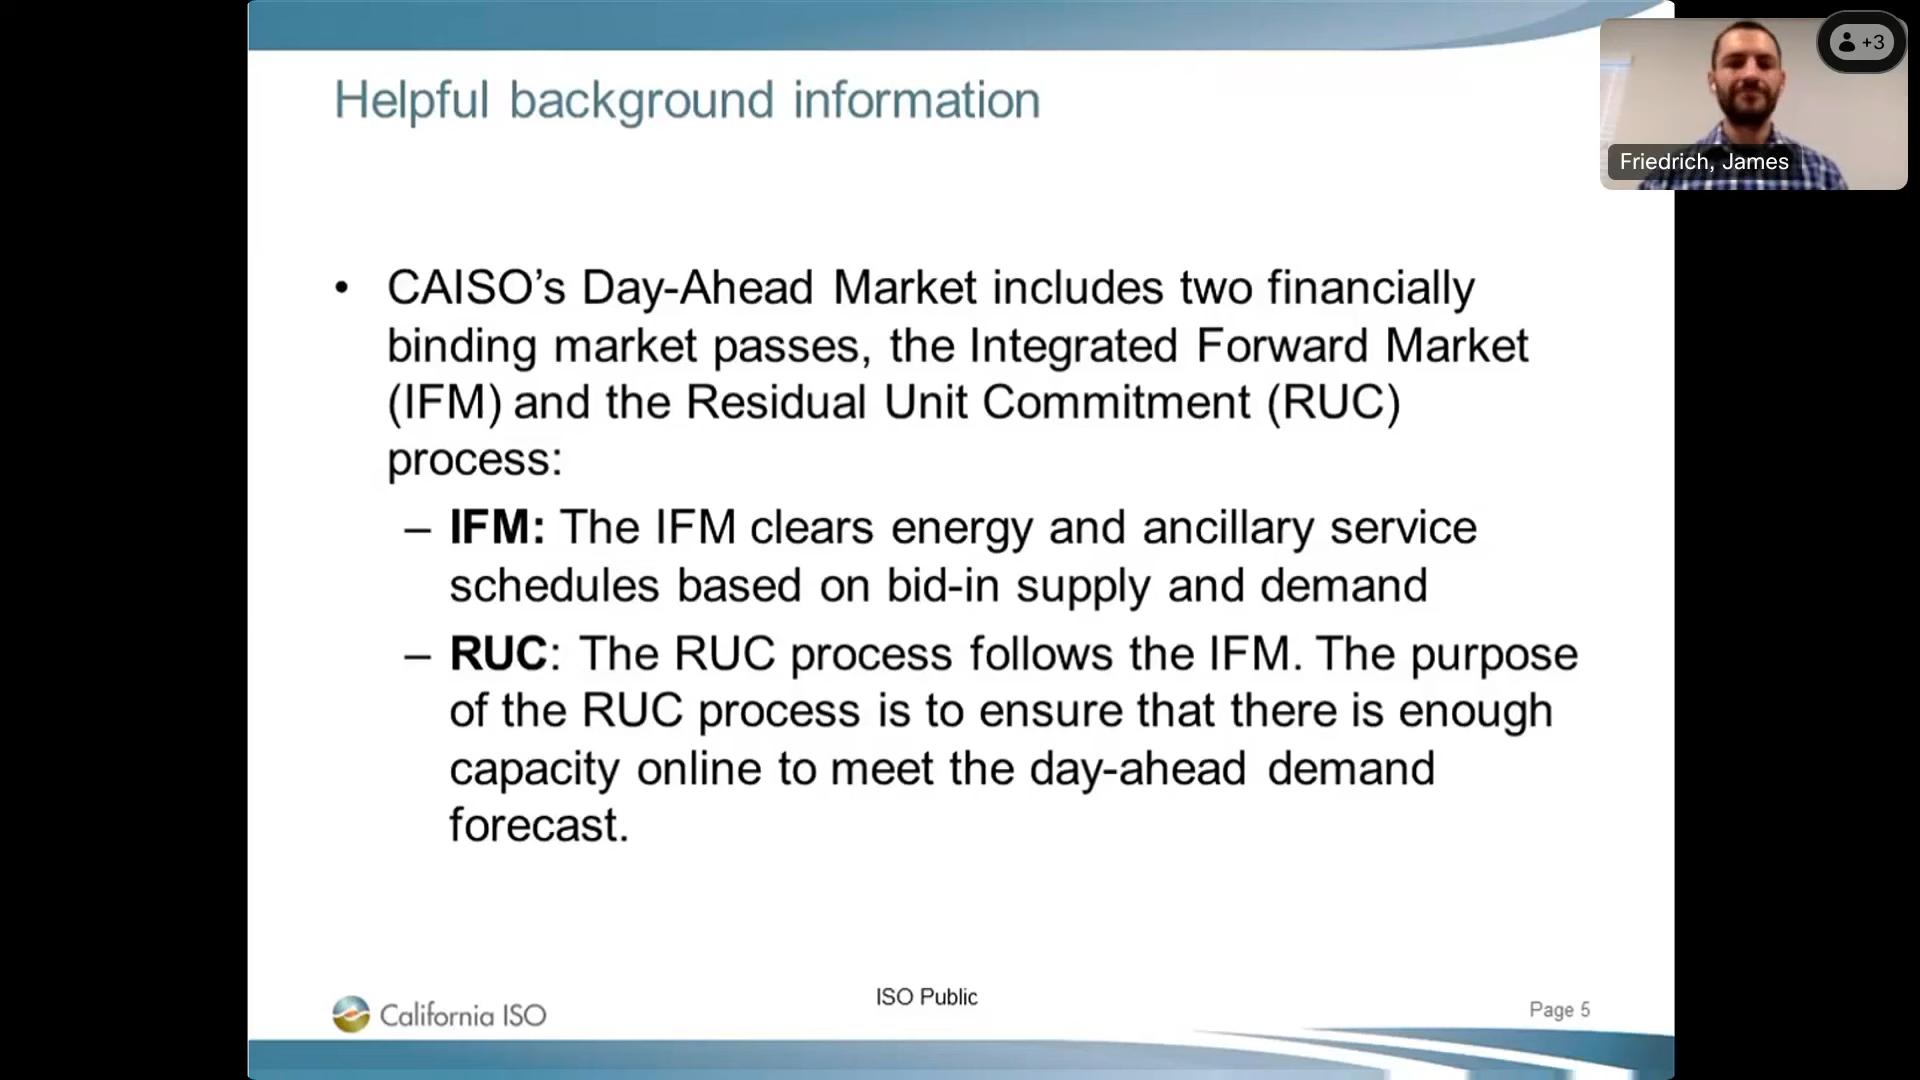 Helpful background information
+3
Friedrich, James
• CAISO’s Day-Ahead Market includes two financially
binding market passes, the Integrated Forward Market
(IFM) and the Residual Unit Commitment (RUC)
process:
– IFM: The IFM clears energy and ancillary service
schedules based on bid-in supply and demand
– RUC: The RUC process follows the IFM. The purpose
of the RUC process is to ensure that there is enough
capacity online to meet the day-ahead demand
forecast.
California ISO
ISO Public
Page 5